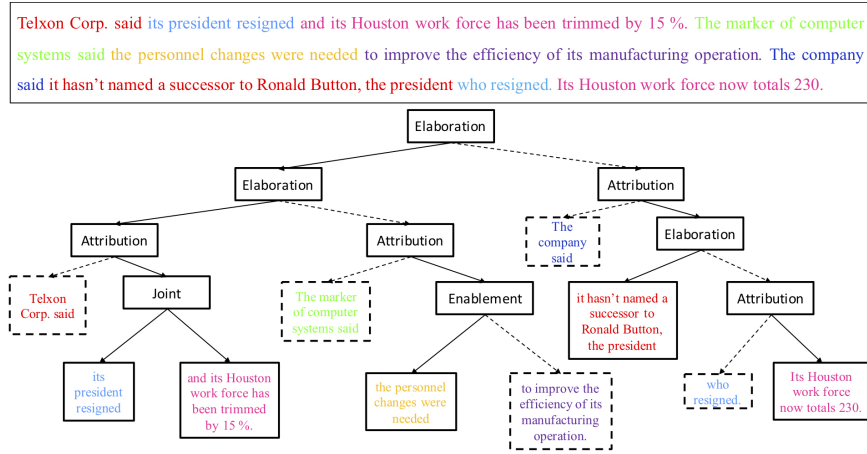 Telxon Corp. said its president resigned and its Houston work force has been trimmed by 15 %. The maker of computer
systems said the personnel changes were needed to improve the efficiency of its manufacturing operation. The company
said it hasn't named a successor to Ronald Button, the president who resigned. Its Houston work force now totals 230.
Elaboration
Elaboration
Attribution
Attribution
Attribution
The
company
said
Elaboration
Telxon
Corp. said
Joint
The marker
of computer
systems said
Enablement
it hasn't named a
successor to
Ronald Button,
the president
Attribution
its
president
resigned
and its Houston
work force has
been trimmed
by 15 %.
the personnel
changes were
needed
to improve the
efficiency of its
manufacturing
operation.
who
resigned.
Its Houston
work force
now totals 230.